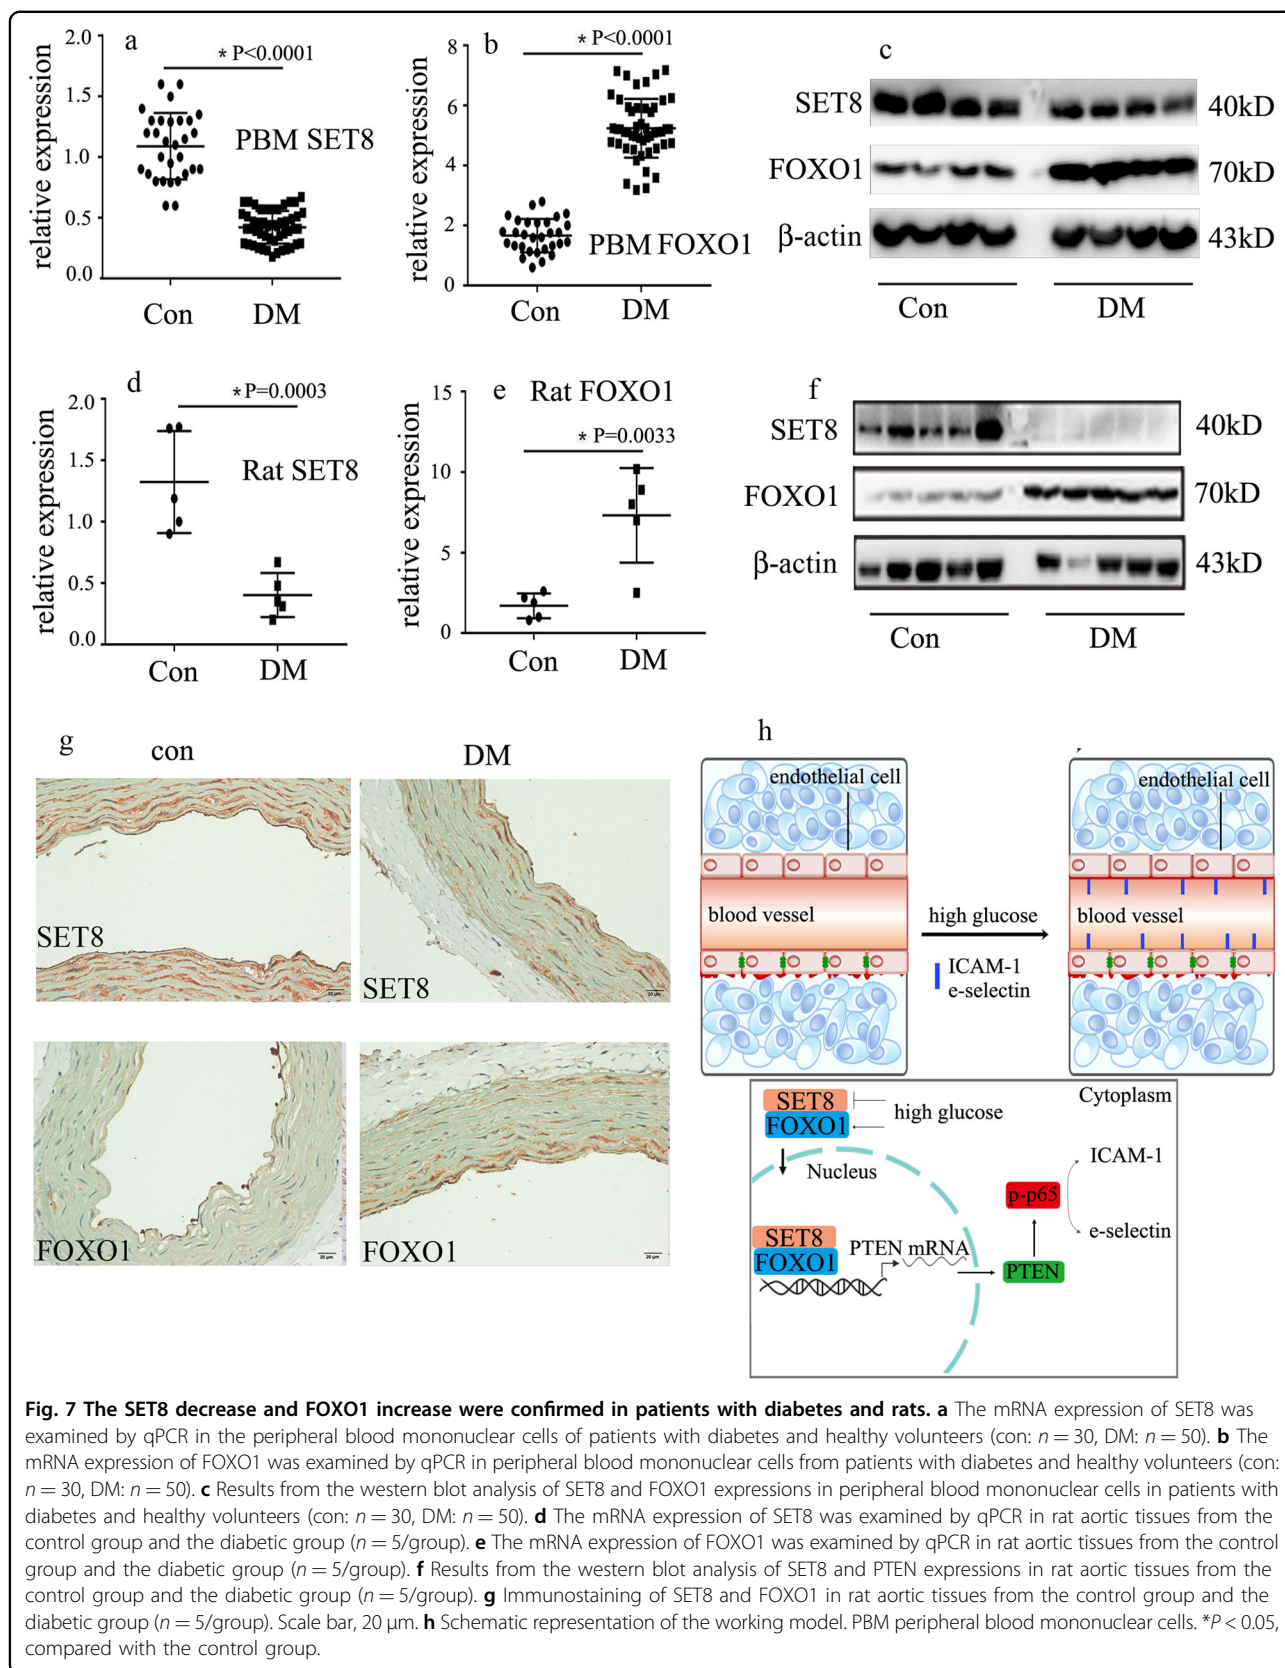 a
* P<0.0001
2.0
1.5
1.0
0.5
0.0
relative expression
PBM SET8
Con DM
b
* P<0.0001
8
6
4
2
0
relative expression
PBM FOXO1
Con DM
c
SET8 40kD
FOXO1 70kD
β-actin 43kD
Con DM
d
* P=0.0003
2.0
1.5
1.0
0.5
0.0
relative expression
Rat SET8
Con DM
e
Rat FOXO1
* P=0.0033
15
10
5
0
relative expression
Con DM
f
SET8 40kD
FOXO1 70kD
β-actin 43kD
Con DM
g
con DM
SET8
20 µm
SET8
20 µm
FOXO1
20 µm
FOXO1
20 µm
h
endothelial cell
blood vessel
high glucose
ICAM-1
e-selectin
endothelial cell
blood vessel
SET8
FOXO1
high glucose
Cytoplasm
Nucleus
SET8
FOXO1
PTEN mRNA
PTEN
p-p65
ICAM-1
e-selectin
Fig. 7 The SET8 decrease and FOXO1 increase were confirmed in patients with diabetes and rats. a The mRNA expression of SET8 was
examined by qPCR in the peripheral blood mononuclear cells of patients with diabetes and healthy volunteers (con: n = 30, DM: n = 50). b The
mRNA expression of FOXO1 was examined by qPCR in peripheral blood mononuclear cells from patients with diabetes and healthy volunteers (con:
n = 30, DM: n = 50). c Results from the western blot analysis of SET8 and FOXO1 expressions in peripheral blood mononuclear cells in patients with
diabetes and healthy volunteers (con: n = 30, DM: n = 50). d The mRNA expression of SET8 was examined by qPCR in rat aortic tissues from the
control group and the diabetic group (n = 5/group). e The mRNA expression of FOXO1 was examined by qPCR in rat aortic tissues from the control
group and the diabetic group (n = 5/group). f Results from the western blot analysis of SET8 and PTEN expressions in rat aortic tissues from the
control group and the diabetic group (n = 5/group). g Immunostaining of SET8 and FOXO1 in rat aortic tissues from the control group and the
diabetic group (n = 5/group). Scale bar, 20 µm. h Schematic representation of the working model. PBM peripheral blood mononuclear cells. *P < 0.05,
compared with the control group.